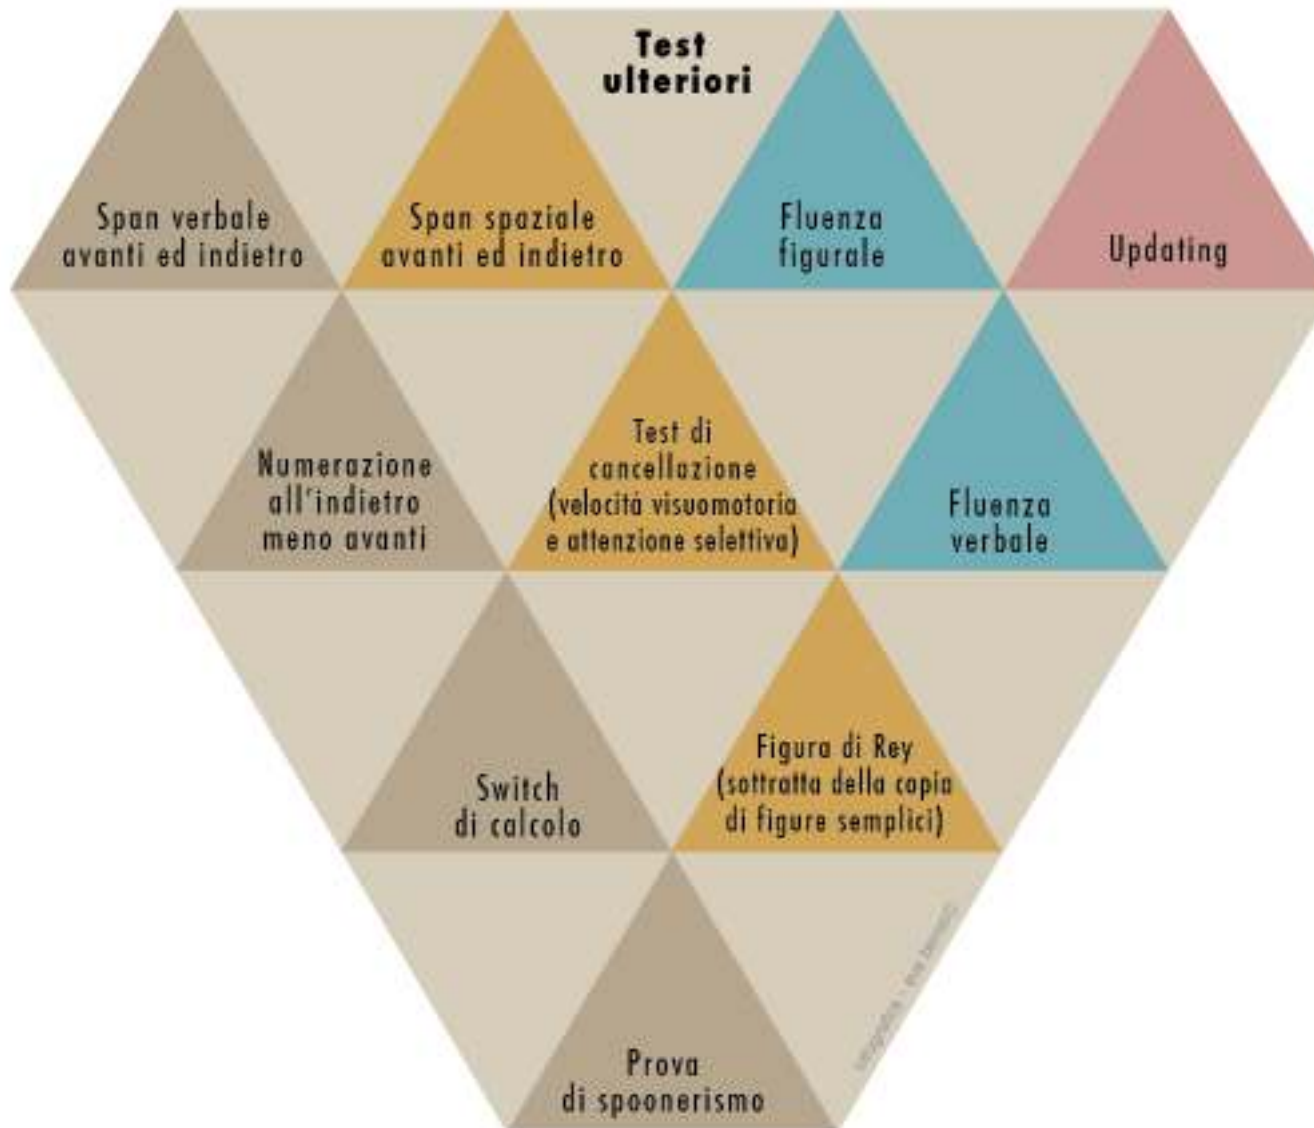 Test
ulteriori
Span verbale
avanti ed indietro
Span spaziale
avanti ed indietro
Fluenza
figurale
Updating
Numerazione
all'indietro
meno avanti
Test di
cancellazione
(velocità visuomotoria
e attenzione selettiva)
Fluenza
verbale
Switch
di calcolo
Figura di Rey
(sottratta della copia
di figure semplici)
Prova
di spoonerismo